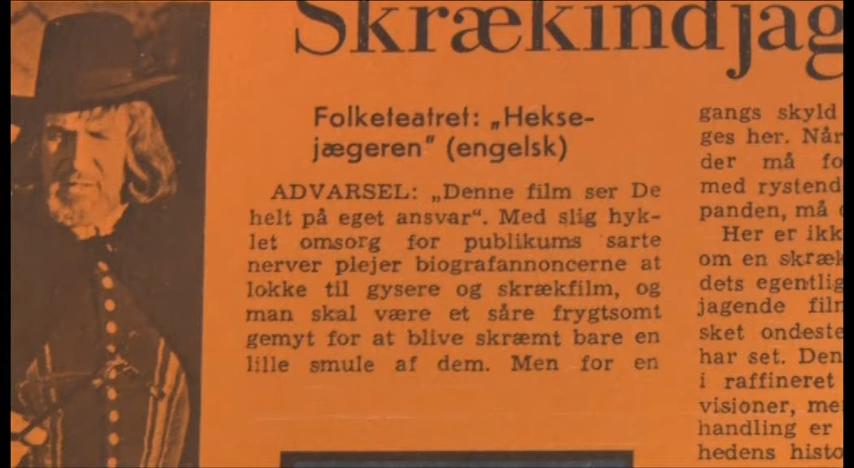 Skrækindjag
Folketeatret: „Hekse-
jægeren" (engelsk)
ADVARSEL: „Denne film ser De
helt på eget ansvar". Med slig hyk-
let omsorg for publikums sarte
nerver plejer biografannoncerne at
lokke til gysere og skrækfilm, og
man skal være et såre frygtsomt
gemyt for at blive skræmt bare en
lille smule af dem. Men for en
gangs skyld
ges her. Når
der må fo
med rystend
panden, må
Her er ikk
om en skræk
dets egentlig
jagende film
sket ondeste
har set. Den
i raffineret
visioner, me
handling er
hedens histo